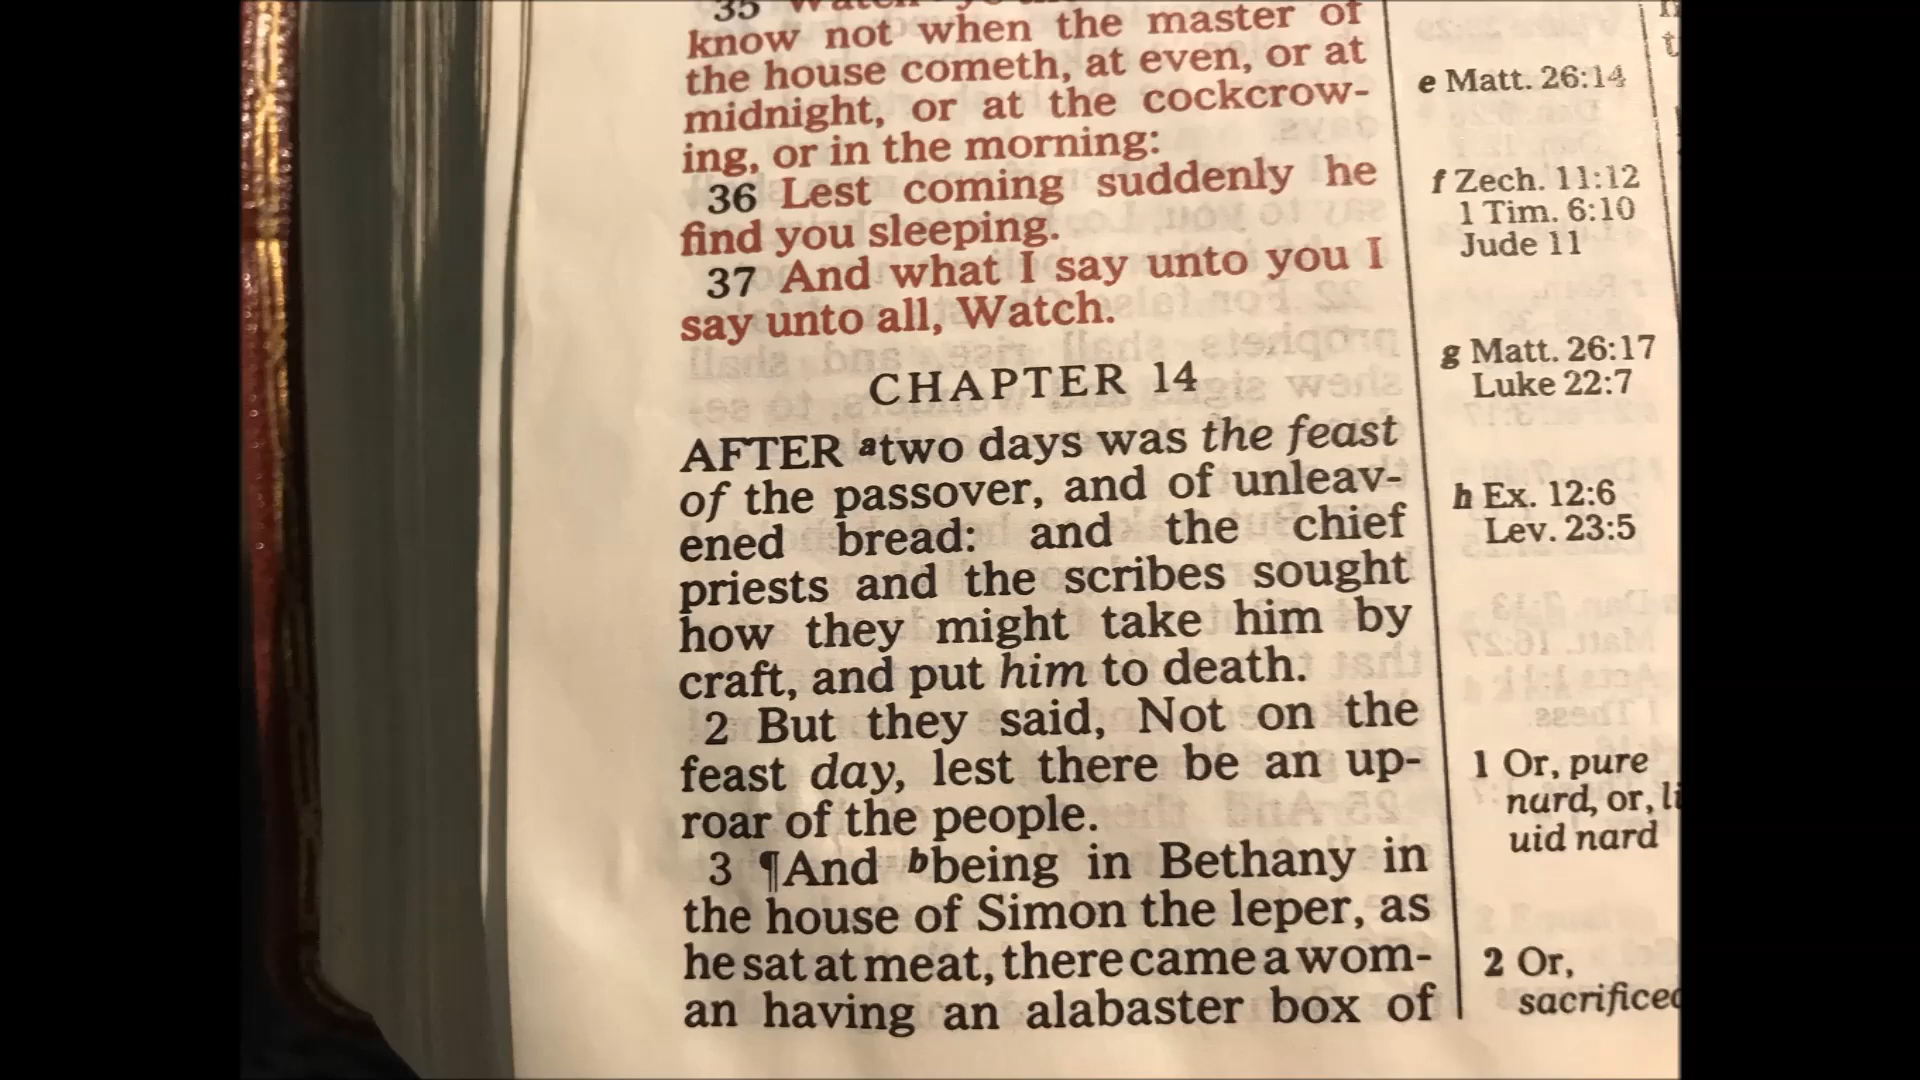 35 Watch
know not when the master of
the house cometh, at even, or at
midnight, or at the cockcrow-
ing, or in the morning:
36 Lest coming suddenly he
find you sleeping.
37 And what I say unto you I
say unto all, Watch.
CHAPTER 14
AFTER atwo days was the feast
of the passover, and of unleav-
ened bread: and the chief
priests and the scribes sought
how they might take him by
craft, and put him to death.
2 But they said, Not on the
feast day, lest there be an up-
roar of the people.
3 ¶And bbeing in Bethany in
the house of Simon the leper, as
he sat at meat, there came a wom-
an having an alabaster box of
e Matt. 26:14
f Zech. 11:12
1 Tim. 6:10
Jude 11
g Matt. 26:17
Luke 22:7
h Ex. 12:6
Lev. 23:5
1 Or, pure
nard, or, li
uid nard
2 Or,
sacrificed